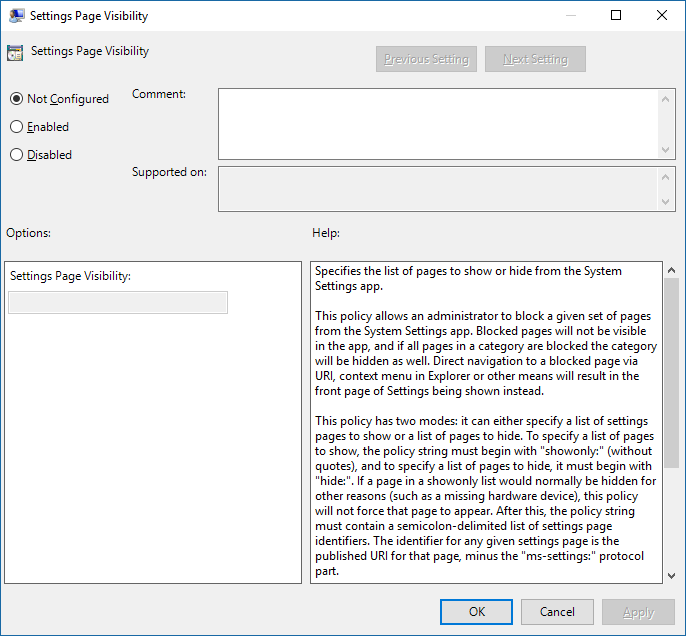 Settings Page Visibility
Settings Page Visibility
Previous Setting
Next Setting
Not Configured
Comment:
Enabled
Disabled
Supported on:
Options:
Help:
Settings Page Visibility:
Specifies the list of pages to show or hide from the System
Settings app.
This policy allows an administrator to block a given set of pages
from the System Settings app. Blocked pages will not be visible
in the app, and if all pages in a category are blocked the category
will be hidden as well. Direct navigation to a blocked page via
URI, context menu in Explorer or other means will result in the
front page of Settings being shown instead.
This policy has two modes: it can either specify a list of settings
pages to show or a list of pages to hide. To specify a list of pages
to show, the policy string must begin with "showonly:" (without
quotes), and to specify a list of pages to hide, it must begin with
"hide:". If a page in a showonly list would normally be hidden for
other reasons (such as a missing hardware device), this policy
will not force that page to appear. After this, the policy string
must contain a semicolon-delimited list of settings page
identifiers. The identifier for any given settings page is the
published URI for that page, minus the "ms-settings:" protocol
part.
OK
Cancel
Apply